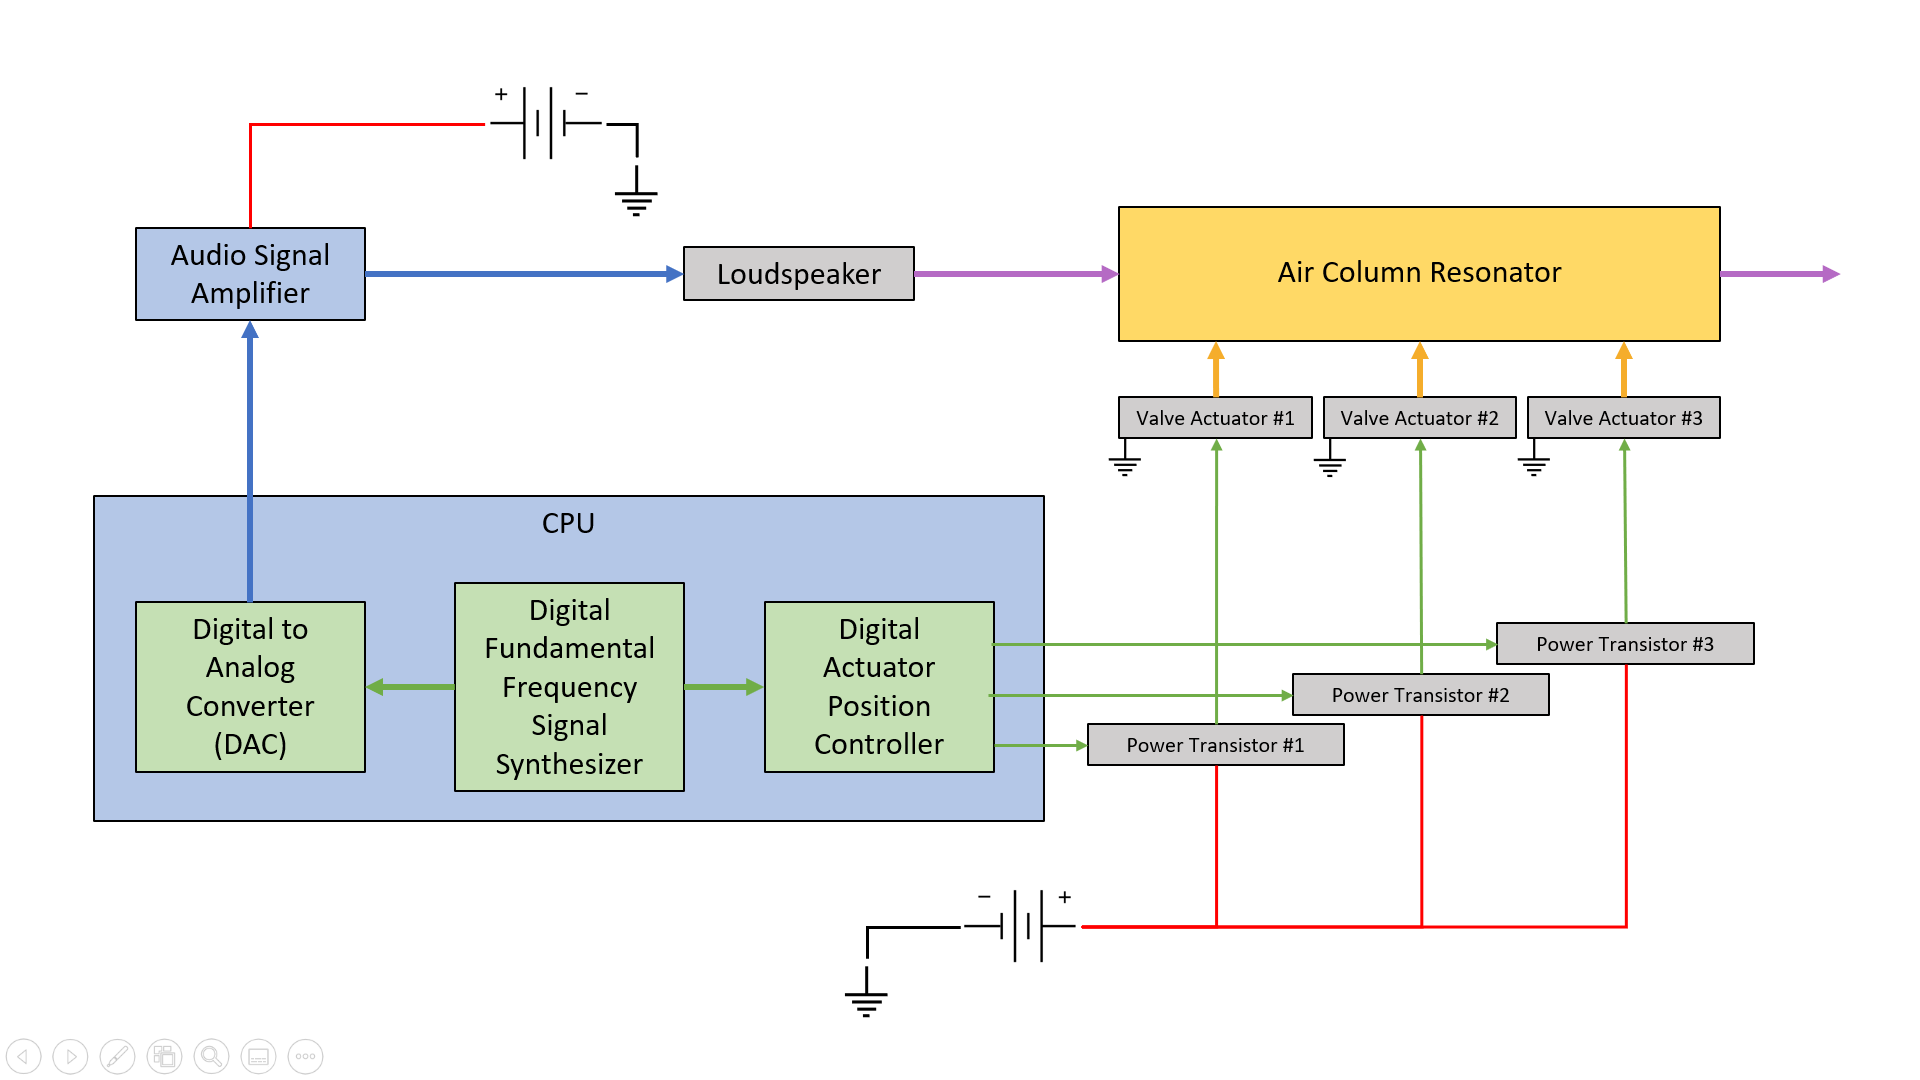 + −
Audio Signal
Amplifier
Loudspeaker
Air Column Resonator
Valve Actuator #1
Valve Actuator #2
Valve Actuator #3
CPU
Digital to
Analog
Converter
(DAC)
Digital
Fundamental
Frequency
Signal
Synthesizer
Digital
Actuator
Position
Controller
Power Transistor #3
Power Transistor #2
Power Transistor #1
− +